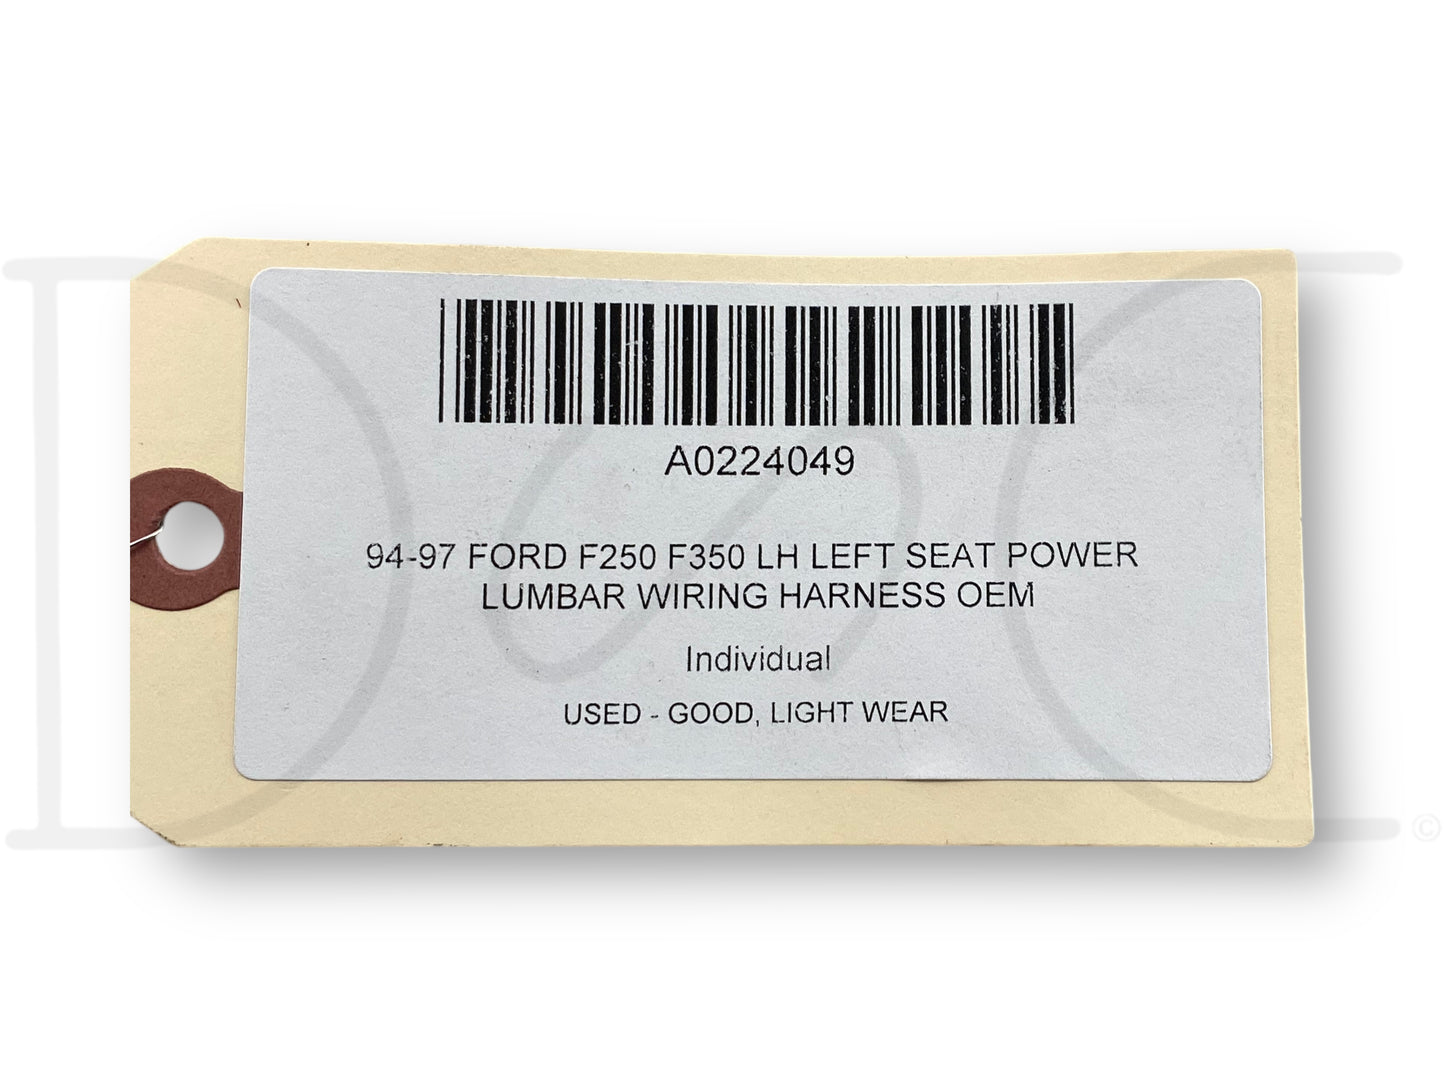 A0224049
94-97 FORD F250 F350 LH LEFT SEAT POWER
LUMBAR WIRING HARNESS OEM
Individual
USED - GOOD, LIGHT WEAR
©